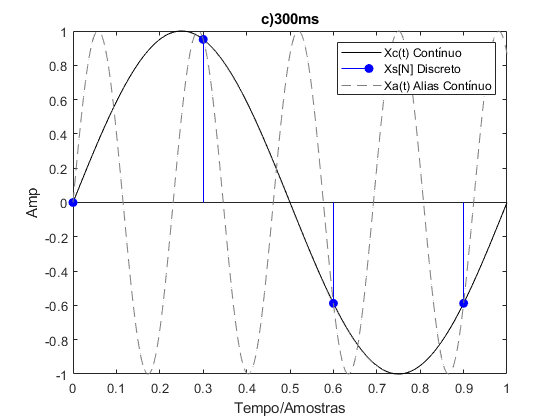 c)300ms
Xc(t) Contínuo
Xs[N] Discreto
Xa(t) Alias Contínuo
Amp
1
0.8
0.6
0.4
0.2
0
-0.2
-0.4
-0.6
-0.8
-1
0 0.1 0.2 0.3 0.4 0.5 0.6 0.7 0.8 0.9 1
Tempo/Amostras